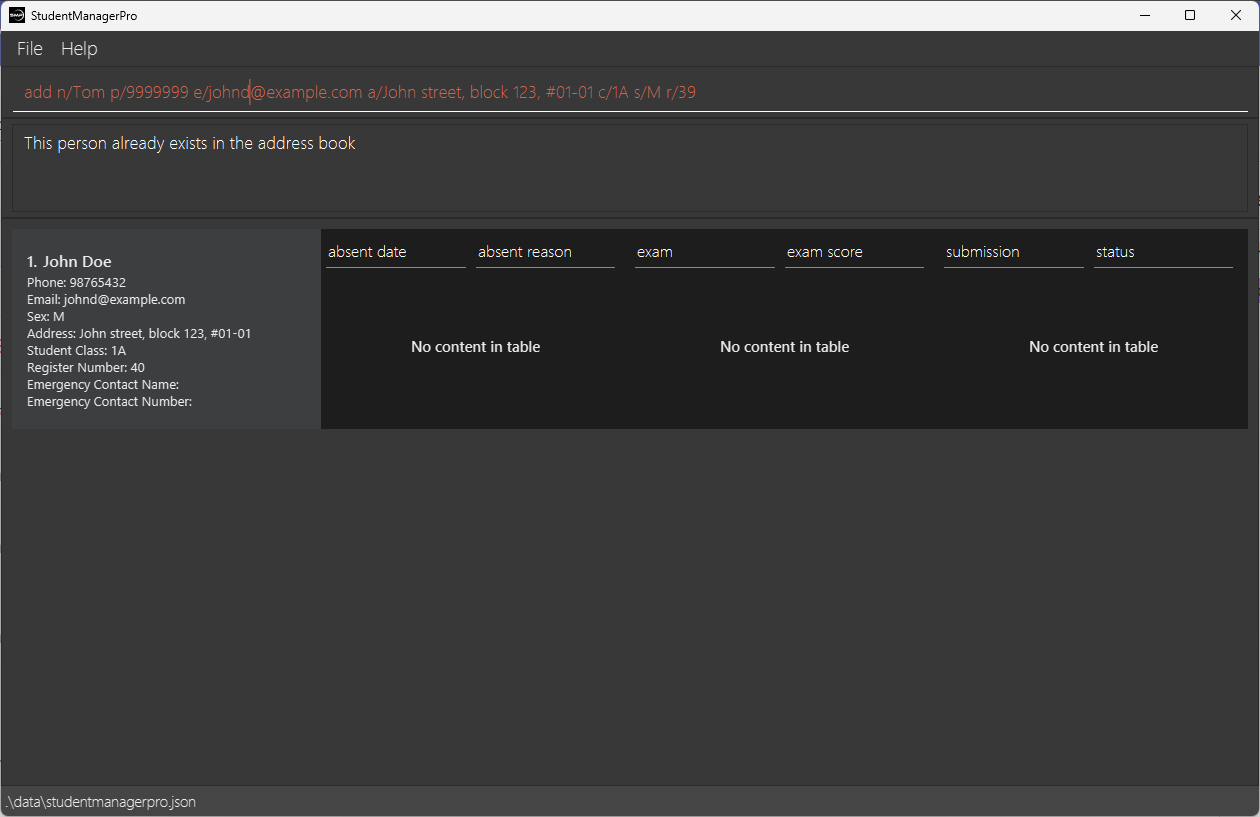 StudentManagerPro
File Help
add n/Tom p/9999999 e/johnd@example.com a/John street, block 123, #01-01 c/1A s/M r/39
This person already exists in the address book
1. John Doe
Phone: 98765432
Email: johnd@example.com
Sex: M
Address: John street, block 123, #01-01
Student Class: 1A
Register Number: 40
Emergency Contact Name:
Emergency Contact Number:
absent date absent reason exam exam score submission status
No content in table No content in table No content in table
.\data\studentmanagerpro.json